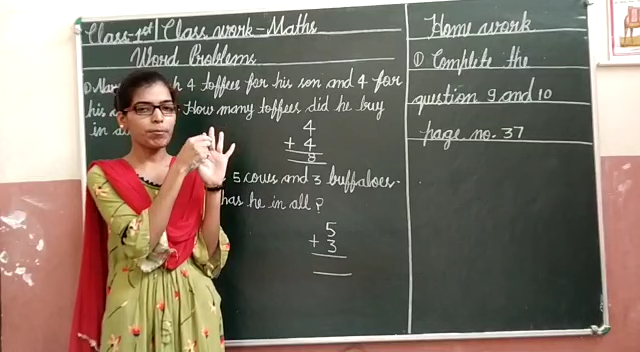 Class-1st | Class work - Maths
Word Problems
4 toffees for his son and 4 for
his How many toffees did he buy
in
4
+ 4
8
5 cows and 3 buffaloes.
has he in all?
5
+ 3
Home work
① Complete the
question 9 and 10
page no. 37